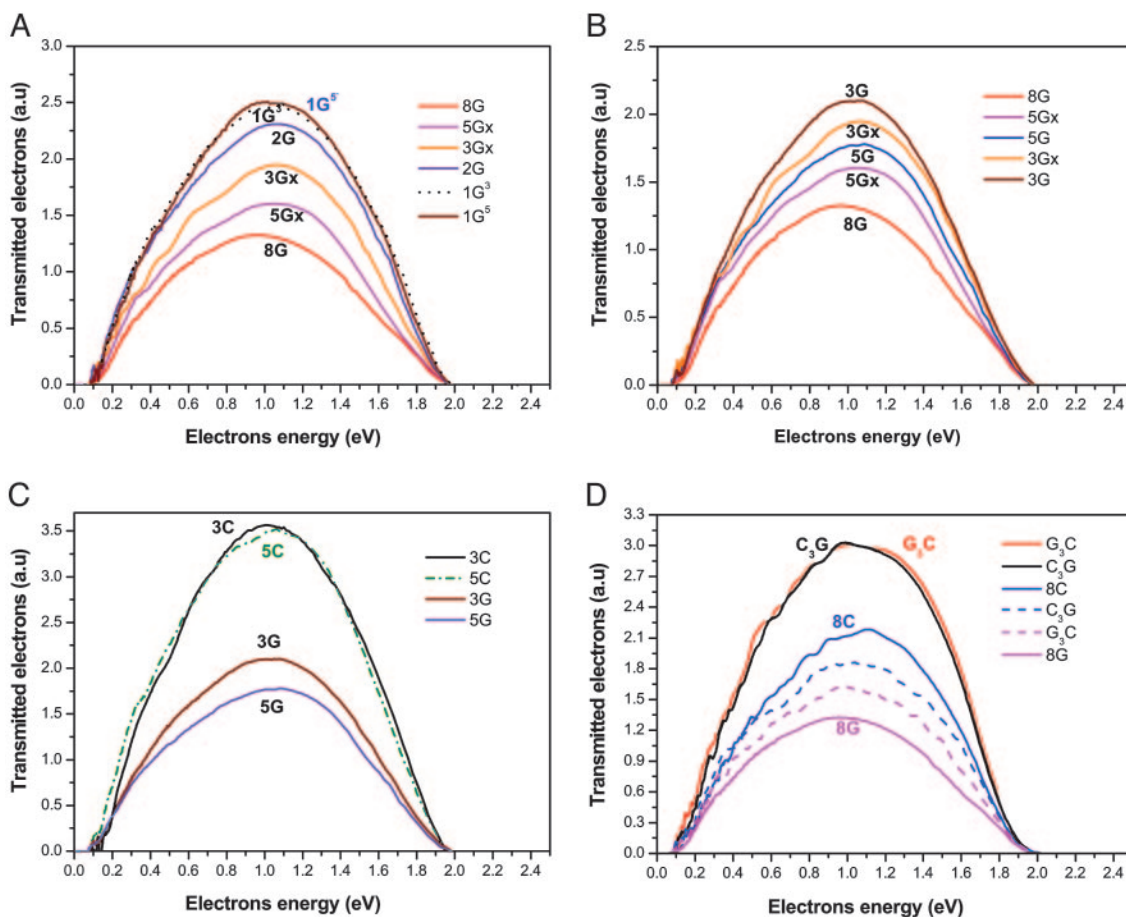 A
Transmitted electrons (a.u)
3.0
2.5
2.0
1.5
1.0
0.5
0.0
1G⁵
1G³
2G
3Gx
5Gx
8G
8G
5Gx
3Gx
2G
1G³
1G⁵
0.0 0.2 0.4 0.6 0.8 1.0 1.2 1.4 1.6 1.8 2.0 2.2 2.4
Electrons energy (eV)
B
Transmitted electrons (a.u)
2.5
2.0
1.5
1.0
0.5
0.0
3G
3Gx
5G
5Gx
8G
8G
5Gx
5G
3Gx
3G
0.0 0.2 0.4 0.6 0.8 1.0 1.2 1.4 1.6 1.8 2.0 2.2 2.4
Electrons energy (eV)
C
Transmitted electrons (a.u)
3.5
3.0
2.5
2.0
1.5
1.0
0.5
0.0
3C
5C
3G
5G
3C
5C
3G
5G
0.0 0.2 0.4 0.6 0.8 1.0 1.2 1.4 1.6 1.8 2.0 2.2 2.4
Electrons energy (eV)
D
Transmitted electrons (a.u)
3.3
3.0
2.7
2.4
2.1
1.8
1.5
1.2
0.9
0.6
0.3
0.0
C₃G
G₃C
8C
8G
G₃C
C₃G
8C
C₃G
G₃C
8G
0.0 0.2 0.4 0.6 0.8 1.0 1.2 1.4 1.6 1.8 2.0 2.2 2.4
Electrons energy (eV)